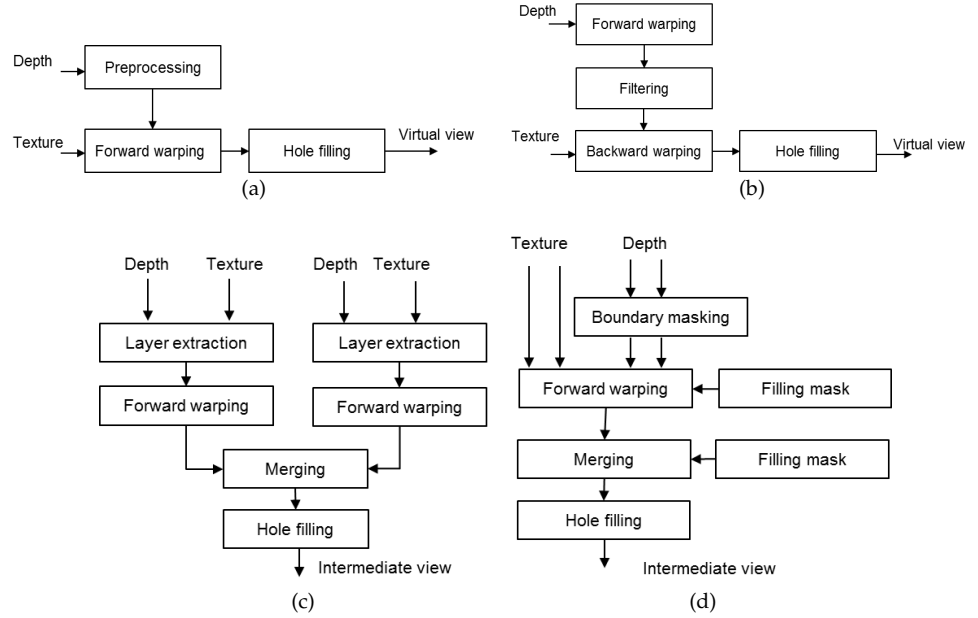 Depth
Preprocessing
Texture
Forward warping
Hole filling
Virtual view
(a)
Depth
Forward warping
Filtering
Texture
Backward warping
Hole filling
Virtual view
(b)
Depth
Texture
Depth
Texture
Layer extraction
Layer extraction
Forward warping
Forward warping
Merging
Hole filling
Intermediate view
(c)
Texture
Depth
Boundary masking
Forward warping
Filling mask
Merging
Filling mask
Hole filling
Intermediate view
(d)